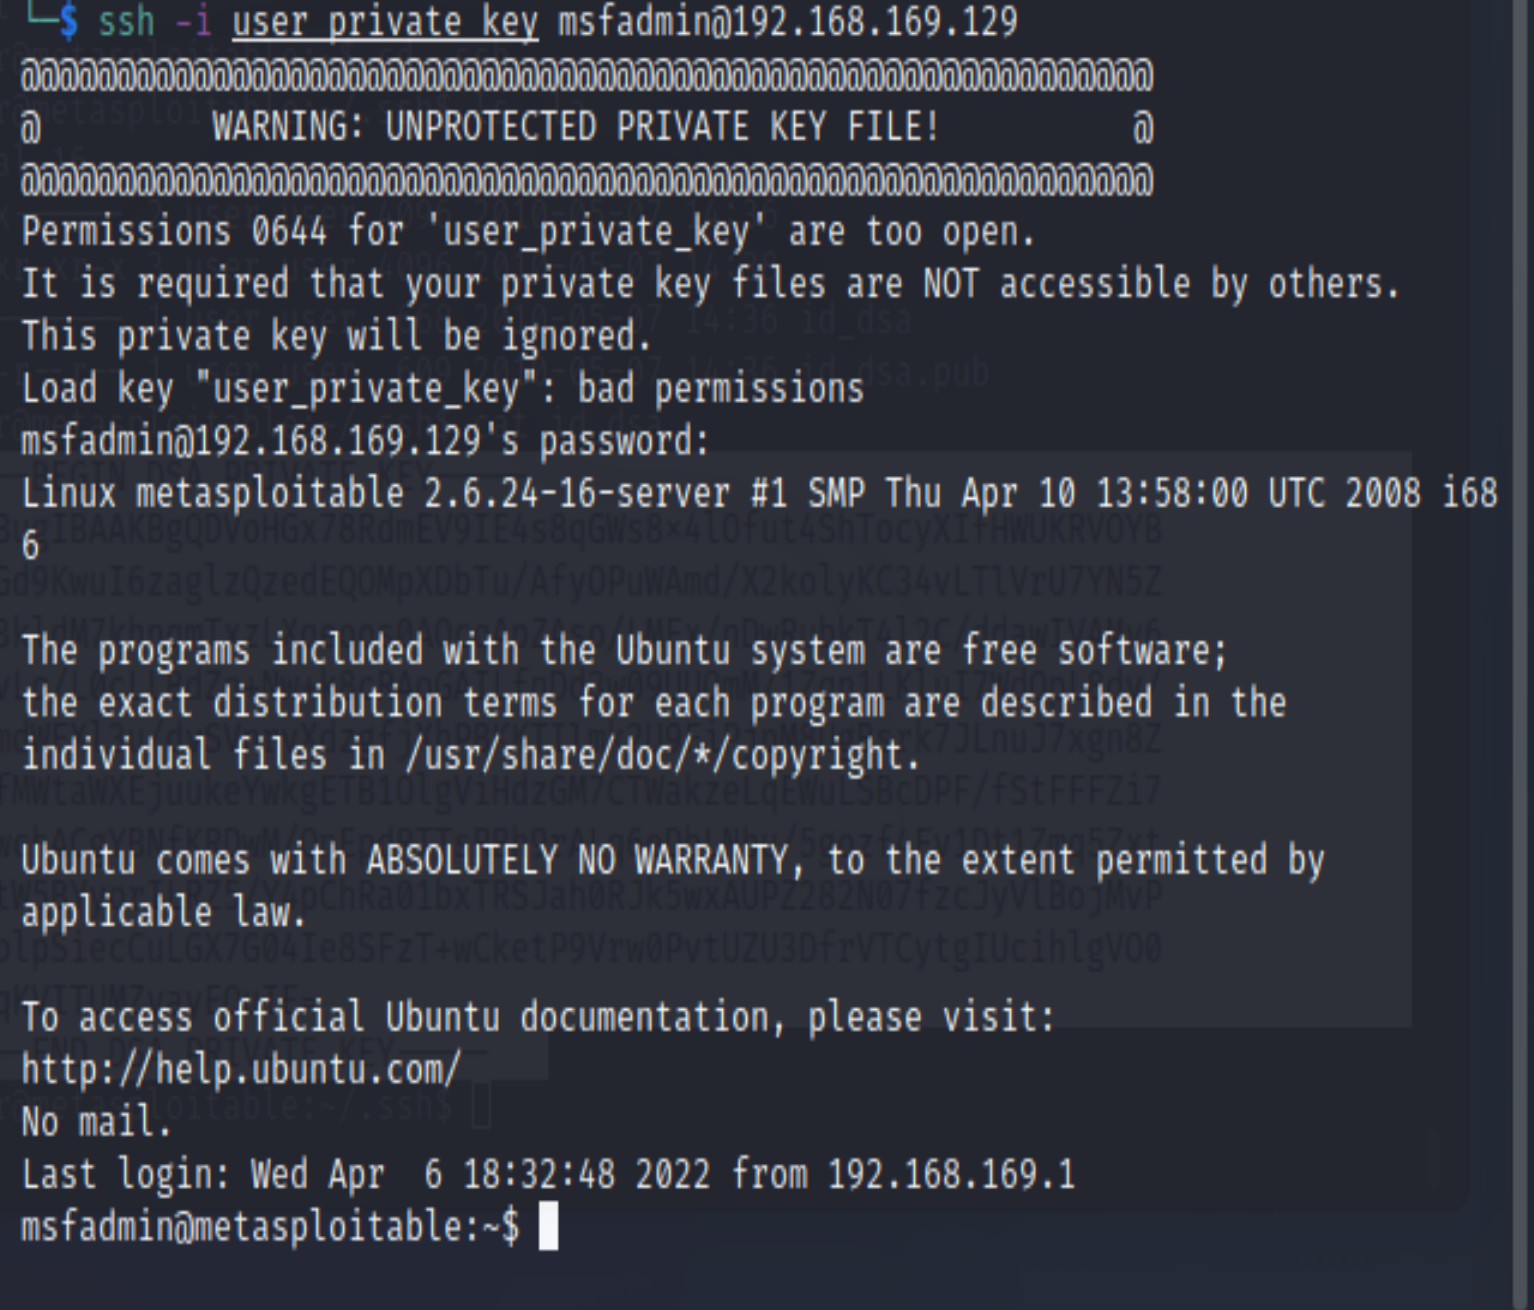 └─$ ssh -i user_private_key msfadmin@192.168.169.129
@@@@@@@@@@@@@@@@@@@@@@@@@@@@@@@@@@@@@@@@@@@@@@@@@@@@@@@@@@@
@         WARNING: UNPROTECTED PRIVATE KEY FILE!          @
@@@@@@@@@@@@@@@@@@@@@@@@@@@@@@@@@@@@@@@@@@@@@@@@@@@@@@@@@@@
Permissions 0644 for 'user_private_key' are too open.
It is required that your private key files are NOT accessible by others.
This private key will be ignored.
Load key "user_private_key": bad permissions
msfadmin@192.168.169.129's password:
Linux metasploitable 2.6.24-16-server #1 SMP Thu Apr 10 13:58:00 UTC 2008 i68
6
The programs included with the Ubuntu system are free software;
the exact distribution terms for each program are described in the
individual files in /usr/share/doc/*/copyright.
Ubuntu comes with ABSOLUTELY NO WARRANTY, to the extent permitted by
applicable law.
To access official Ubuntu documentation, please visit:
http://help.ubuntu.com/
No mail.
Last login: Wed Apr  6 18:32:48 2022 from 192.168.169.1
msfadmin@metasploitable:~$